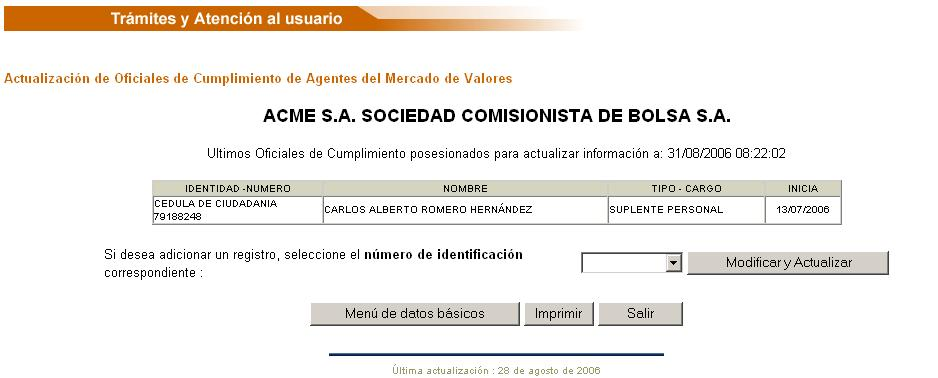 Trámites y Atención al usuario
Actualización de Oficiales de Cumplimiento de Agentes del Mercado de Valores
ACME S.A. SOCIEDAD COMISIONISTA DE BOLSA S.A.
Ultimos Oficiales de Cumplimiento posesionados para actualizar información a: 31/08/2006 08:22:02
IDENTIDAD -NUMERO NOMBRE TIPO - CARGO INICIA
CEDULA DE CIUDADANIA
79188248 CARLOS ALBERTO ROMERO HERNÁNDEZ SUPLENTE PERSONAL 13/07/2006
Si desea adicionar un registro, seleccione el número de identificación
correspondiente :
Modificar y Actualizar
Menú de datos básicos Imprimir Salir
Última actualización : 28 de agosto de 2006